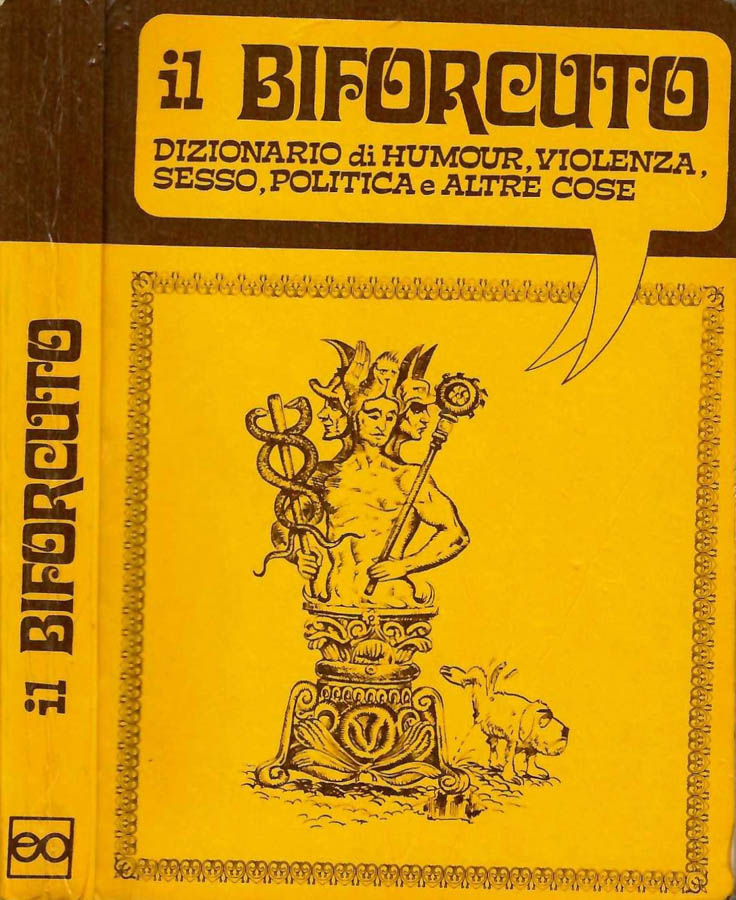 il BIFORCUTO
DIZIONARIO di HUMOUR, VIOLENZA,
SESSO, POLITICA e ALTRE COSE
il BIFORCUTO